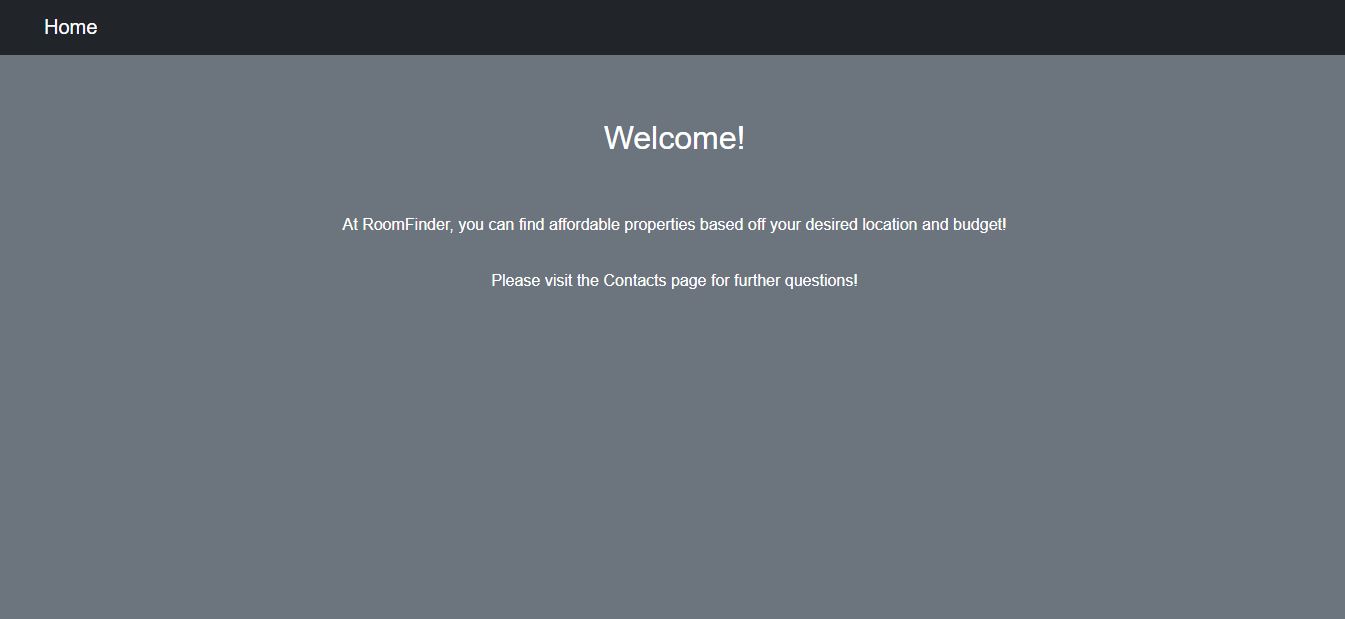 Home
Welcome!
At RoomFinder, you can find affordable properties based off your desired location and budget!
Please visit the Contacts page for further questions!